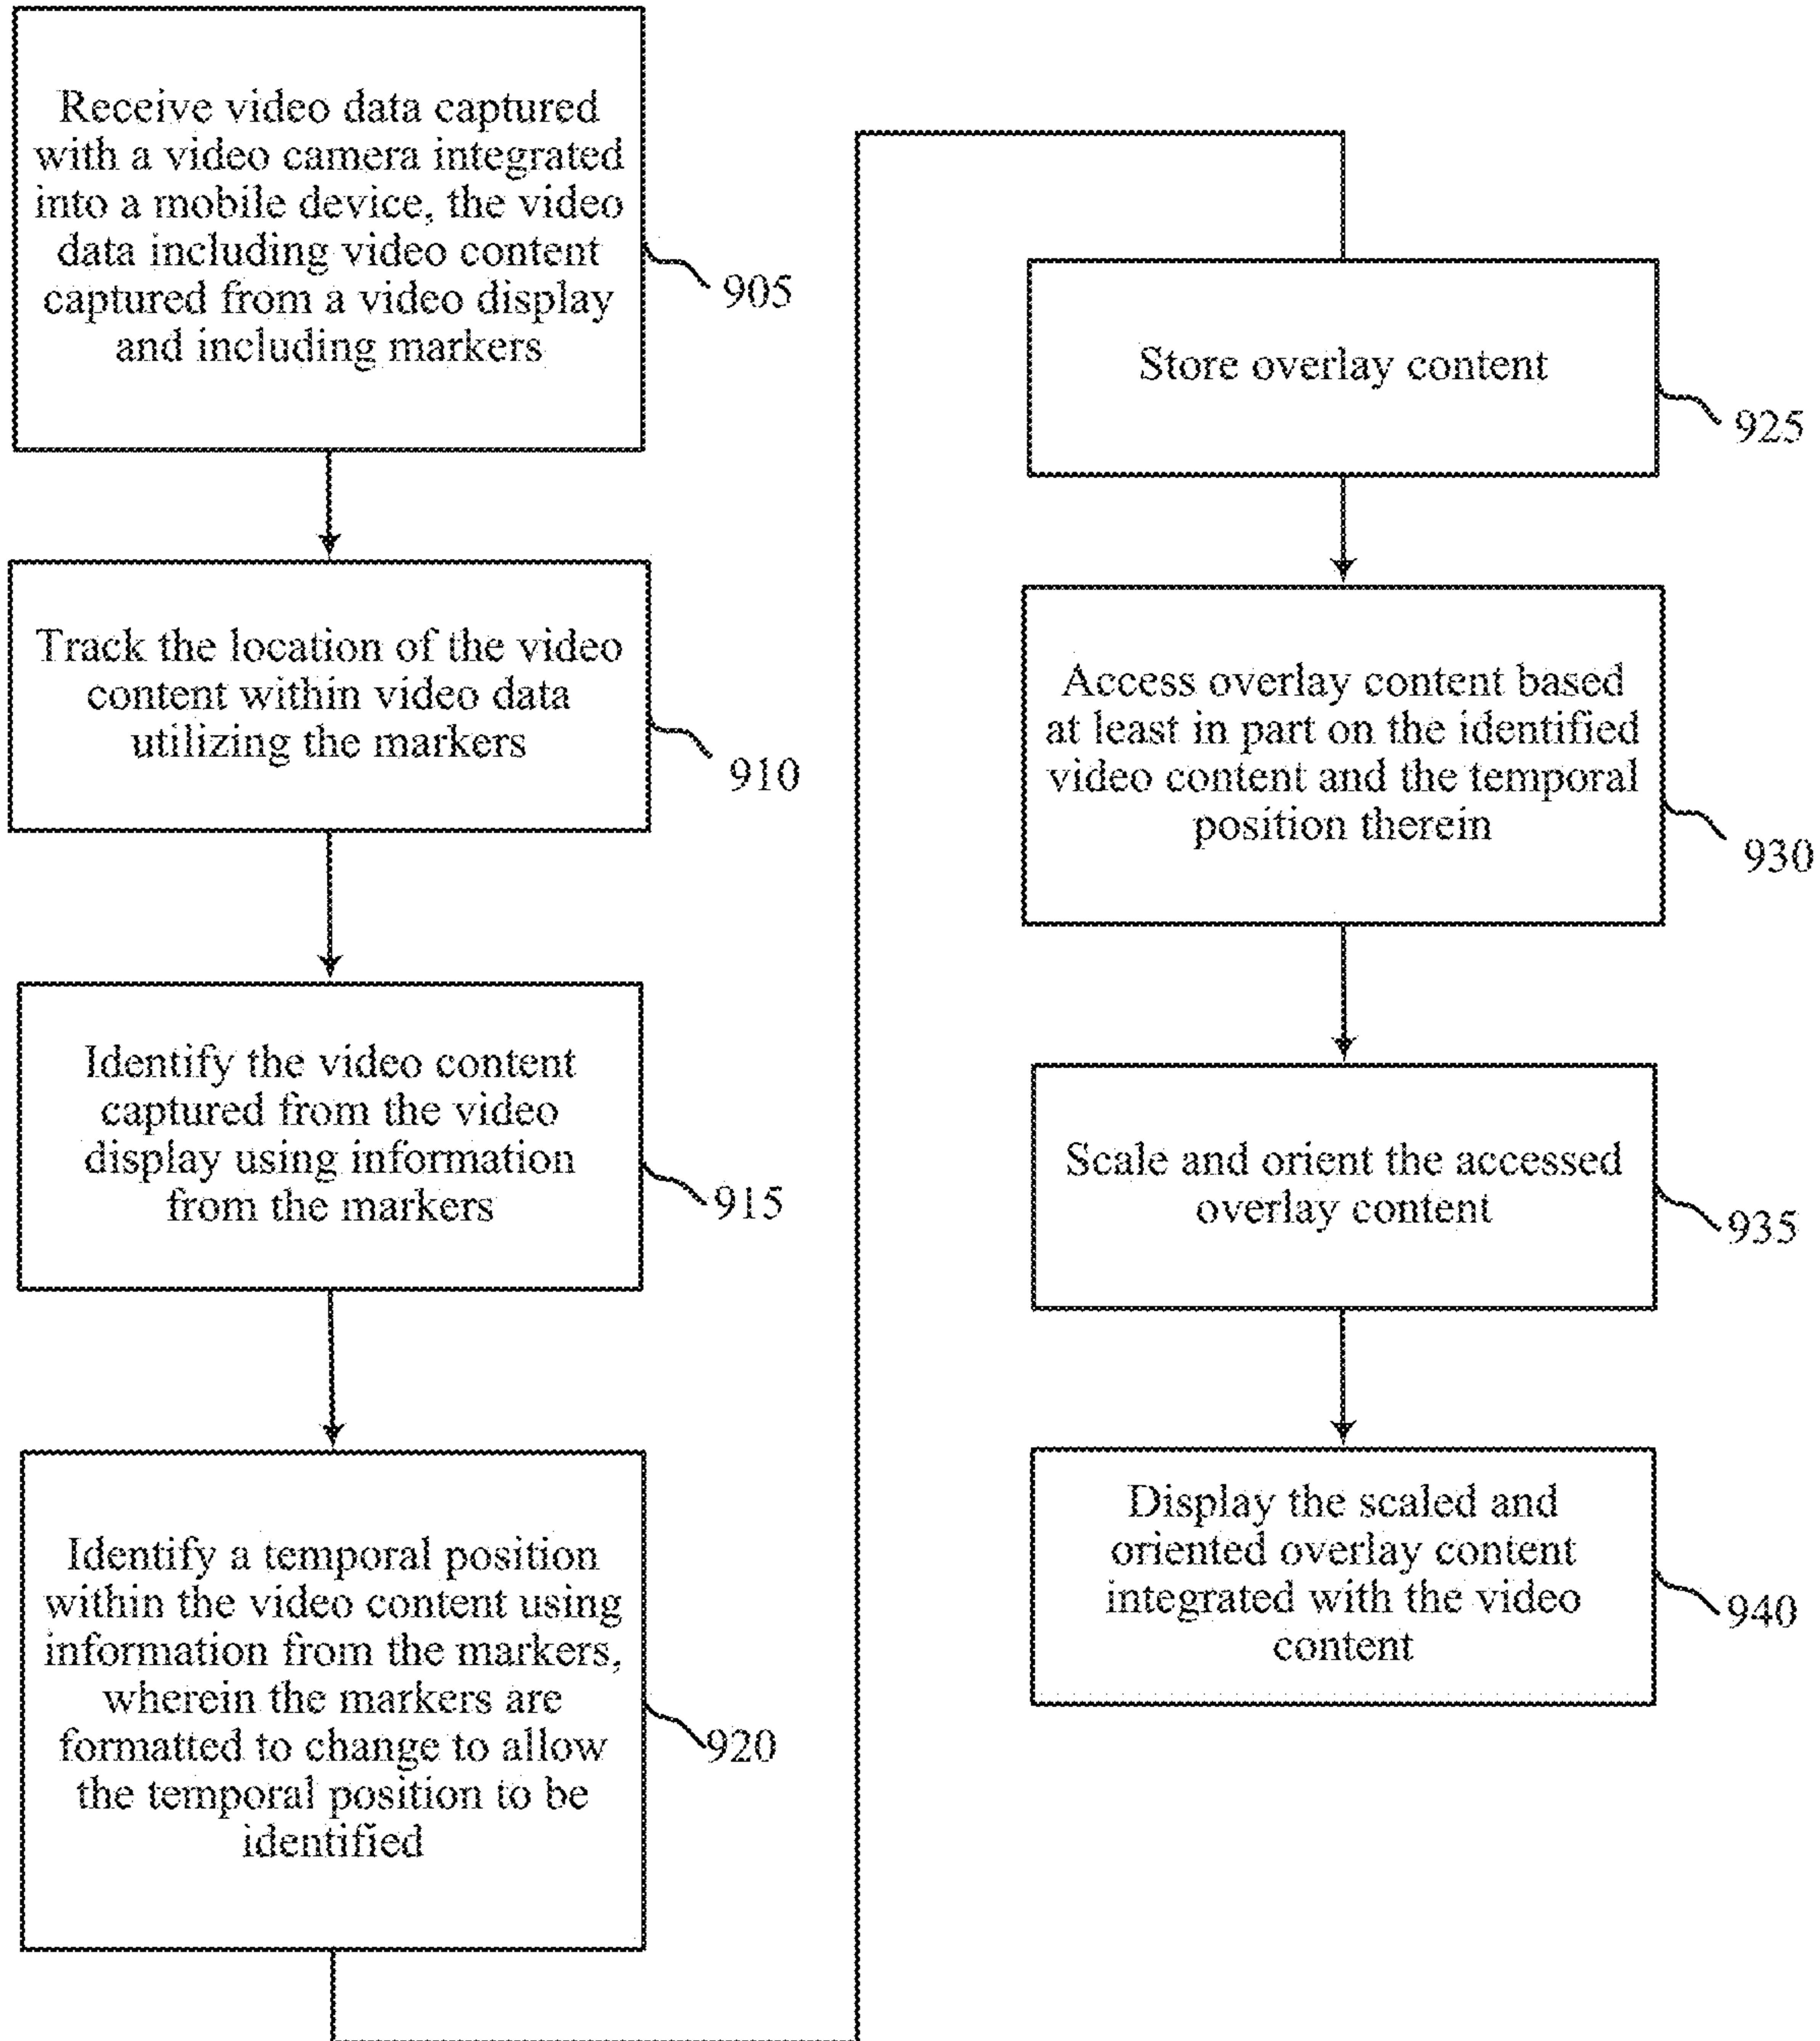 Receive video data captured
with a video camera integrated
into a mobile device, the video
data including video content
captured from a video display
and including markers
905
Track the location of the video
content within video data
utilizing the markers
910
Identify the video content
captured from the video
display using information
from the markers
915
Identify a temporal position
within the video content using
information from the markers,
wherein the markers are
formatted to change to allow
the temporal position to be
identified
920
Store overlay content
925
Access overlay content based
at least in part on the identified
video content and the temporal
position therein
930
Scale and orient the accessed
overlay content
935
Display the scaled and
oriented overlay content
integrated with the video
content
940